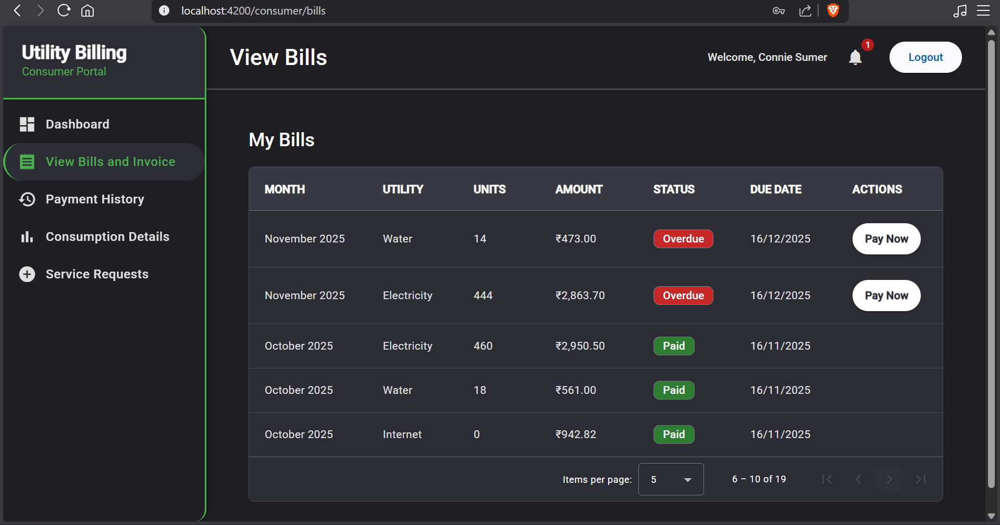 localhost:4200/consumer/bills
Utility Billing
Consumer Portal
View Bills
Welcome, Connie Sumer
1
Logout
Dashboard
View Bills and Invoice
Payment History
Consumption Details
Service Requests
My Bills
MONTH UTILITY UNITS AMOUNT STATUS DUE DATE ACTIONS
November 2025 Water 14 ₹473.00 Overdue 16/12/2025 Pay Now
November 2025 Electricity 444 ₹2,863.70 Overdue 16/12/2025 Pay Now
October 2025 Electricity 460 ₹2,950.50 Paid 16/11/2025
October 2025 Water 18 ₹561.00 Paid 16/11/2025
October 2025 Internet 0 ₹942.82 Paid 16/11/2025
Items per page: 5 6 – 10 of 19